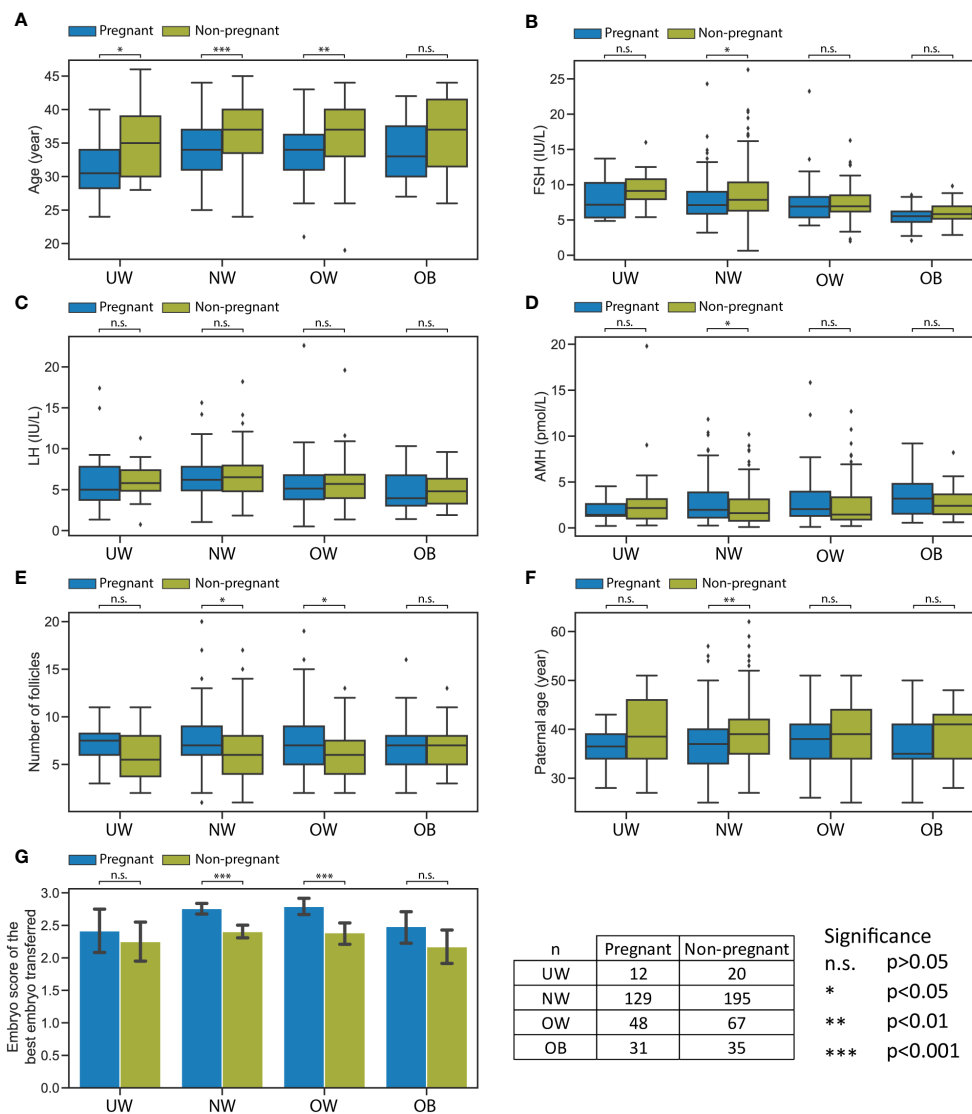 A
Pregnant Non-pregnant
* *** ** n.s.
Age (year)
45
40
35
30
25
20
UW NW OW OB
B
Pregnant Non-pregnant
n.s. * n.s. n.s.
FSH (IU/L)
25
20
15
10
5
0
UW NW OW OB
C
Pregnant Non-pregnant
n.s. n.s. n.s. n.s.
LH (IU/L)
20
15
10
5
0
UW NW OW OB
D
Pregnant Non-pregnant
n.s. * n.s. n.s.
AMH (pmol/L)
20
15
10
5
0
UW NW OW OB
E
Pregnant Non-pregnant
n.s. * * n.s.
Number of follicles
20
15
10
5
UW NW OW OB
F
Pregnant Non-pregnant
n.s. ** n.s. n.s.
Paternal age (year)
60
50
40
30
UW NW OW OB
G
Pregnant Non-pregnant
n.s. *** *** n.s.
Embryo score of the
best embryo transferred
3.0
2.5
2.0
1.5
1.0
0.5
0.0
UW NW OW OB
n Pregnant Non-pregnant
UW 12 20
NW 129 195
OW 48 67
OB 31 35
Significance
n.s. p>0.05
* p<0.05
** p<0.01
*** p<0.001